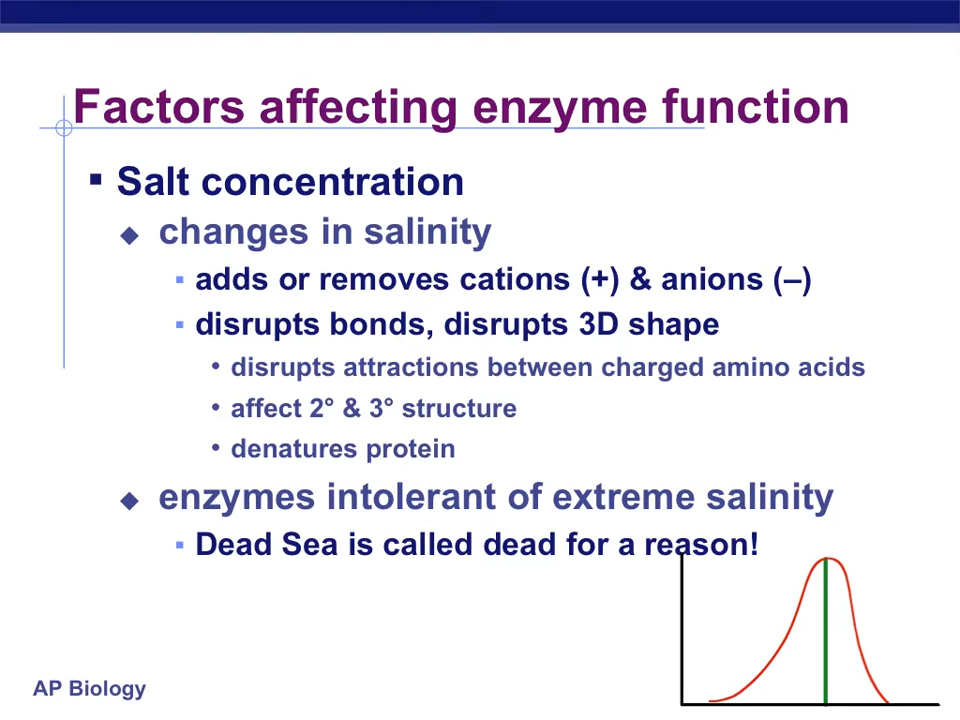 Factors affecting enzyme function
▪ Salt concentration
◆ changes in salinity
▪ adds or removes cations (+) & anions (–)
▪ disrupts bonds, disrupts 3D shape
• disrupts attractions between charged amino acids
• affect 2° & 3° structure
• denatures protein
◆ enzymes intolerant of extreme salinity
▪ Dead Sea is called dead for a reason!
AP Biology